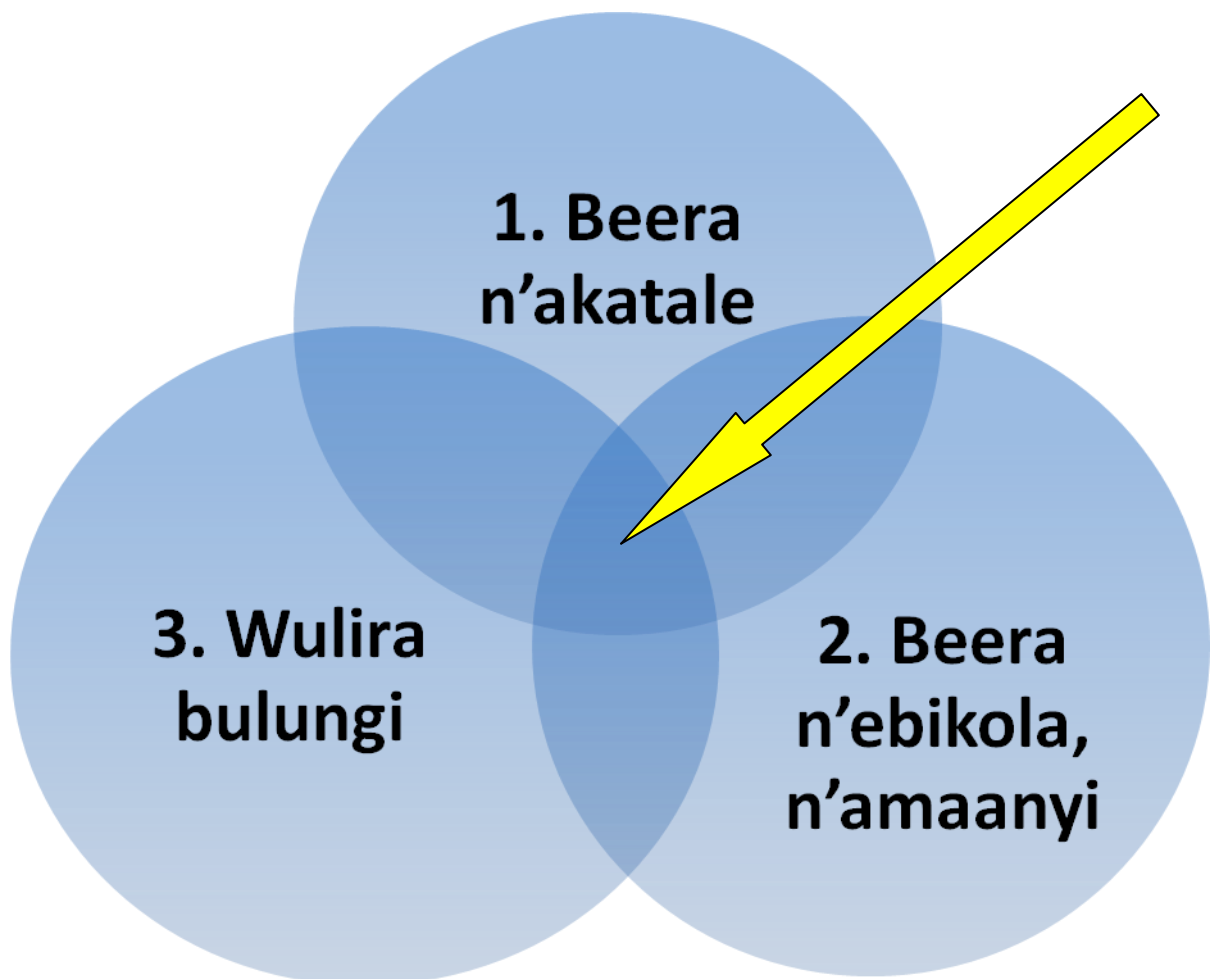 1. Beera
n’akatale
3. Wulira
bulungi
2. Beera
n’ebikola,
n’amaanyi